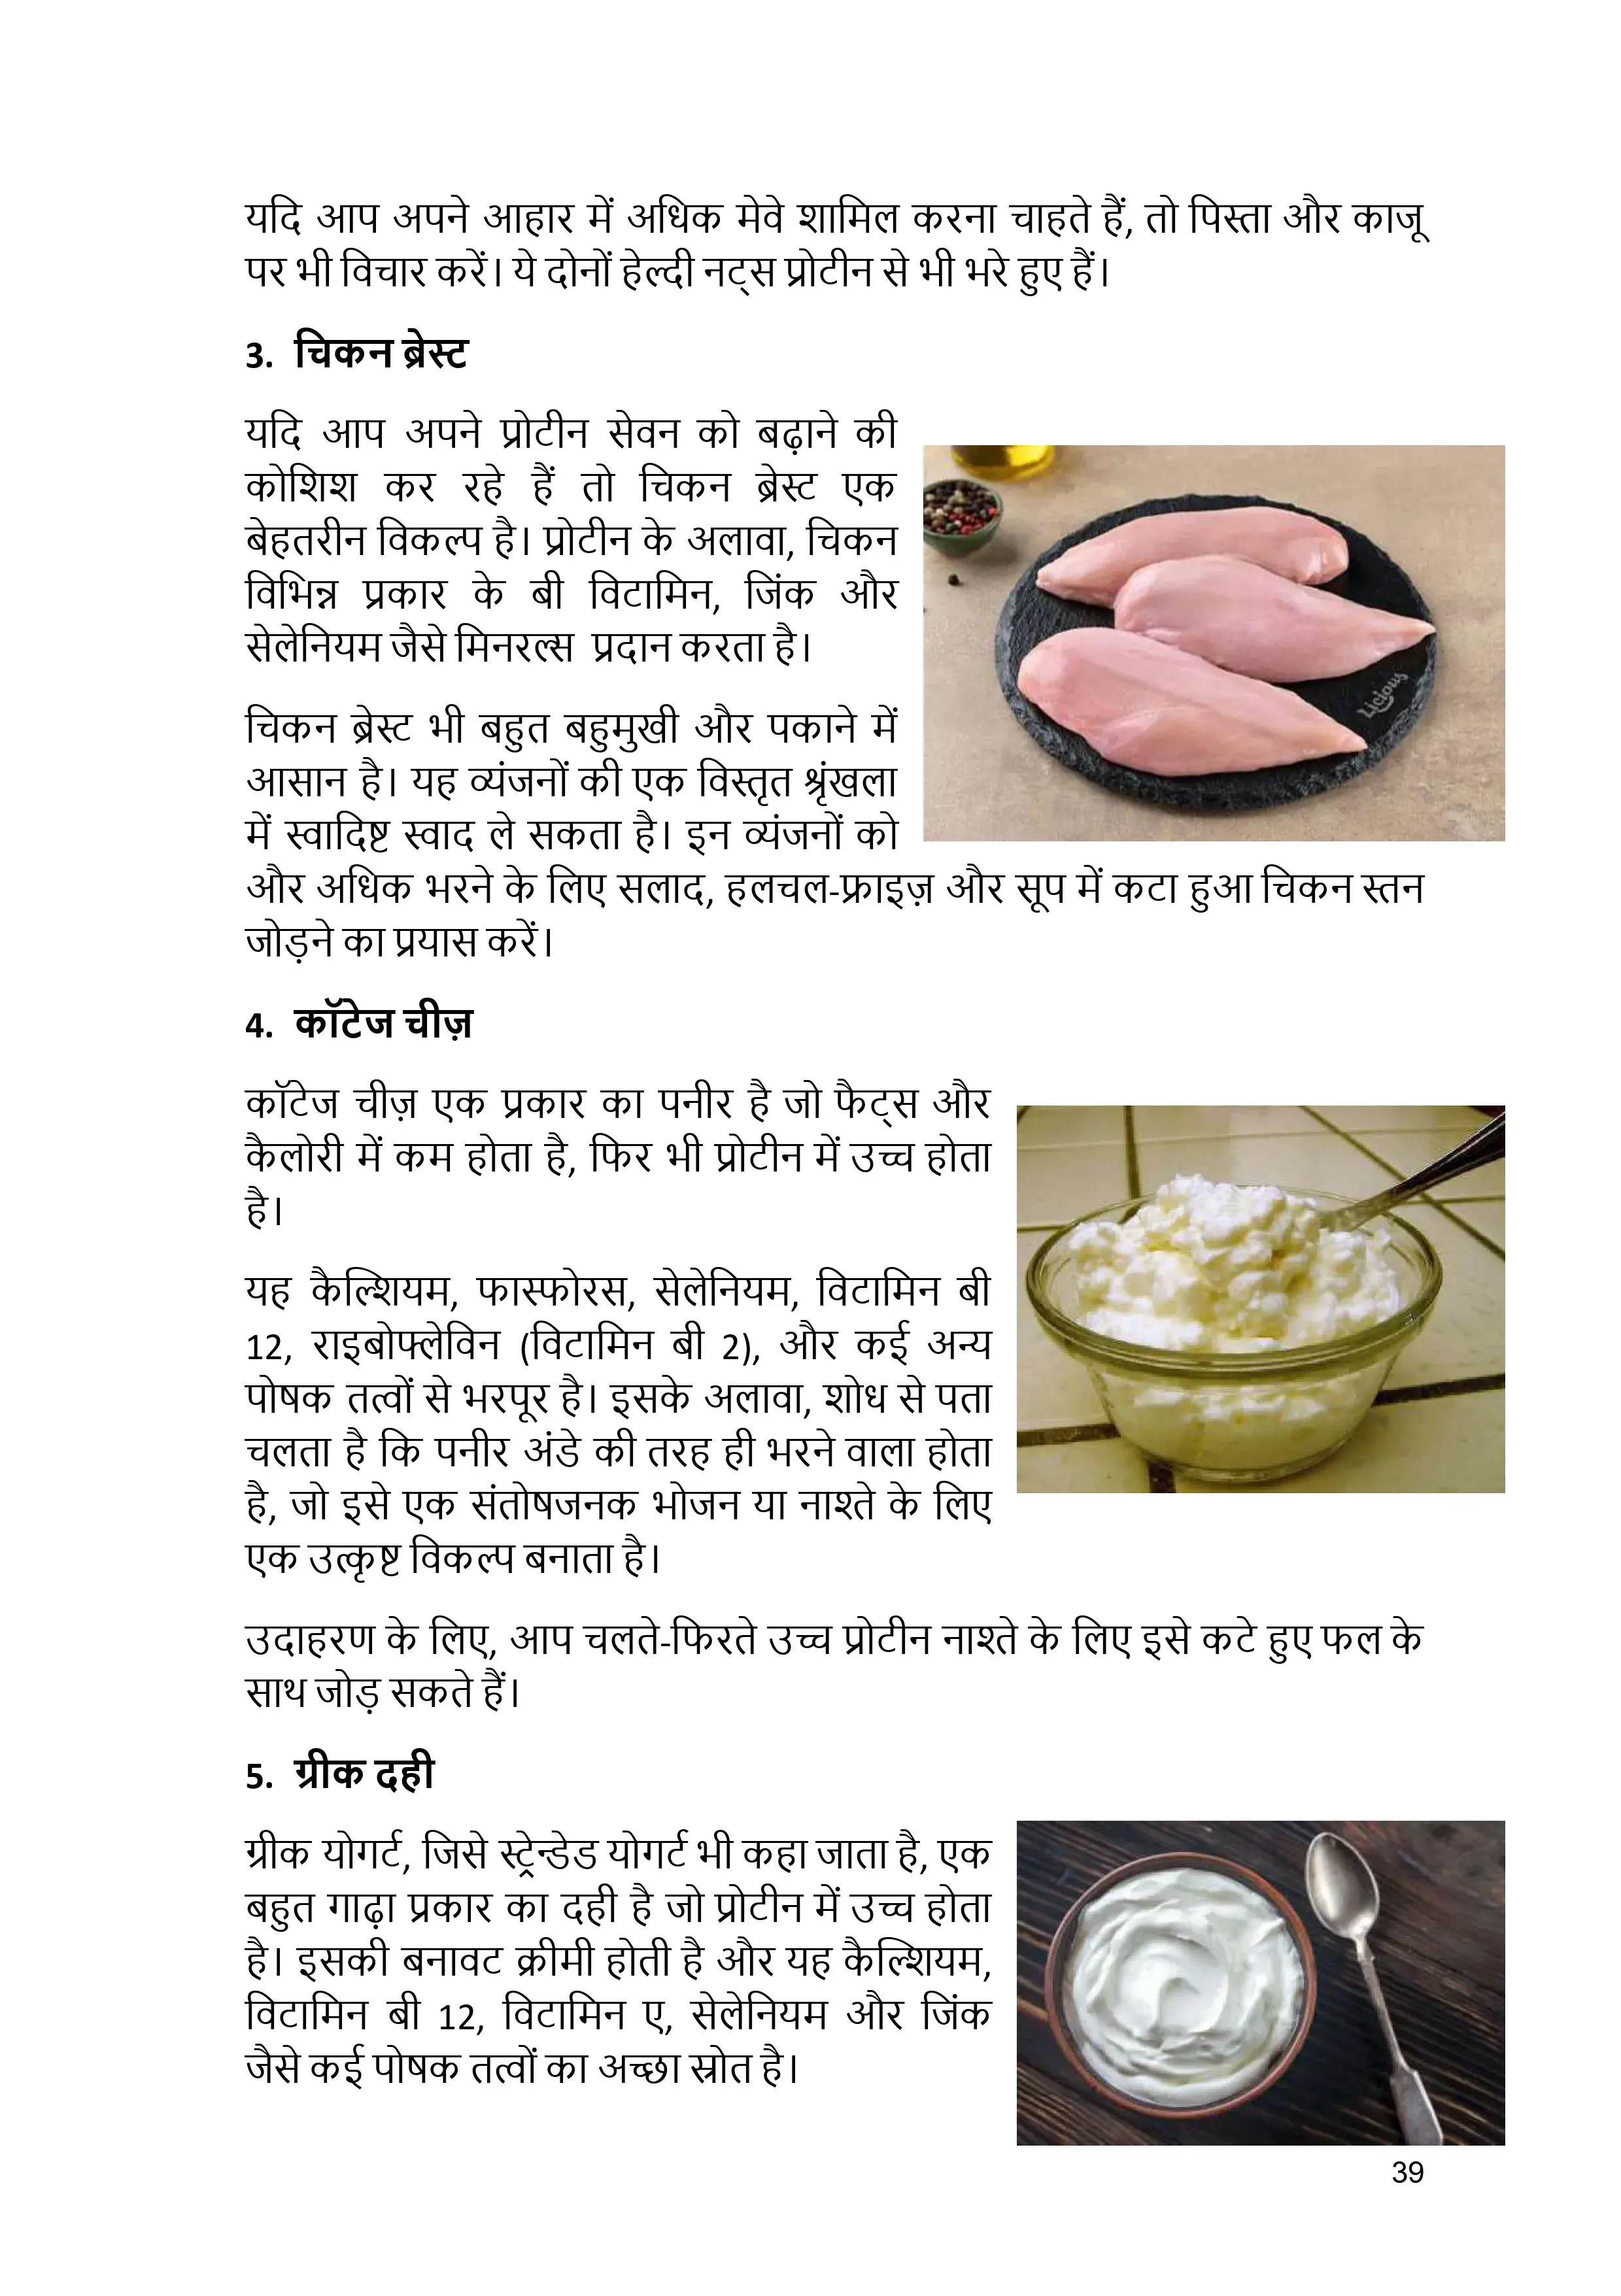 यदि आप अपने आहार में अधिक मेवे शामिल करना चाहते हैं, तो पिस्ता और काजू
पर भी विचार करें। ये दोनों हेल्दी नट्स प्रोटीन से भी भरे हुए हैं।
3. चिकन ब्रेस्ट
यदि आप अपने प्रोटीन सेवन को बढ़ाने की
कोशिश कर रहे हैं तो चिकन ब्रेस्ट एक
बेहतरीन विकल्प है। प्रोटीन के अलावा, चिकन
विभिन्न प्रकार के बी विटामिन, जिंक और
सेलेनियम जैसे मिनरल्स प्रदान करता है।
Licious
चिकन ब्रेस्ट भी बहुत बहुमुखी और पकाने में
आसान है। यह व्यंजनों की एक विस्तृत श्रृंखला
में स्वादिष्ट स्वाद ले सकता है। इन व्यंजनों को
और अधिक भरने के लिए सलाद, हलचल-फ्राइज़ और सूप में कटा हुआ चिकन स्तन
जोड़ने का प्रयास करें।
4. कॉटेज चीज़
कॉटेज चीज़ एक प्रकार का पनीर है जो फैट्स और
कैलोरी में कम होता है, फिर भी प्रोटीन में उच्च होता
है।
यह कैल्शियम, फास्फोरस, सेलेनियम, विटामिन बी
12, राइबोफ्लेविन (विटामिन बी 2), और कई अन्य
पोषक तत्वों से भरपूर है। इसके अलावा, शोध से पता
चलता है कि पनीर अंडे की तरह ही भरने वाला होता
है, जो इसे एक संतोषजनक भोजन या नाश्ते के लिए
एक उत्कृष्ट विकल्प बनाता है।
उदाहरण के लिए, आप चलते-फिरते उच्च प्रोटीन नाश्ते के लिए इसे कटे हुए फल के
साथ जोड़ सकते हैं।
5. ग्रीक दही
ग्रीक योगर्ट, जिसे स्ट्रेन्डेड योगर्ट भी कहा जाता है, एक
बहुत गाढ़ा प्रकार का दही है जो प्रोटीन में उच्च होता
है। इसकी बनावट क्रीमी होती है और यह कैल्शियम,
विटामिन बी 12, विटामिन ए, सेलेनियम और जिंक
जैसे कई पोषक तत्वों का अच्छा स्रोत है।
39